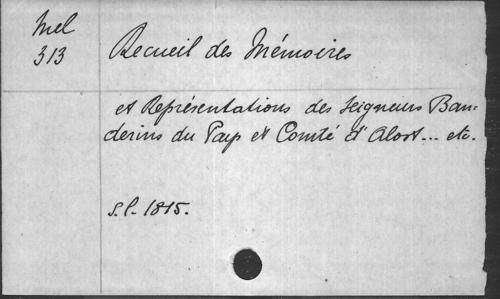 Mel
313
Recueil des Mémoires
et Représentations des Seigneurs Ban-
derins du Pays et Comté d'Alost... etc.
s.l. 1815.